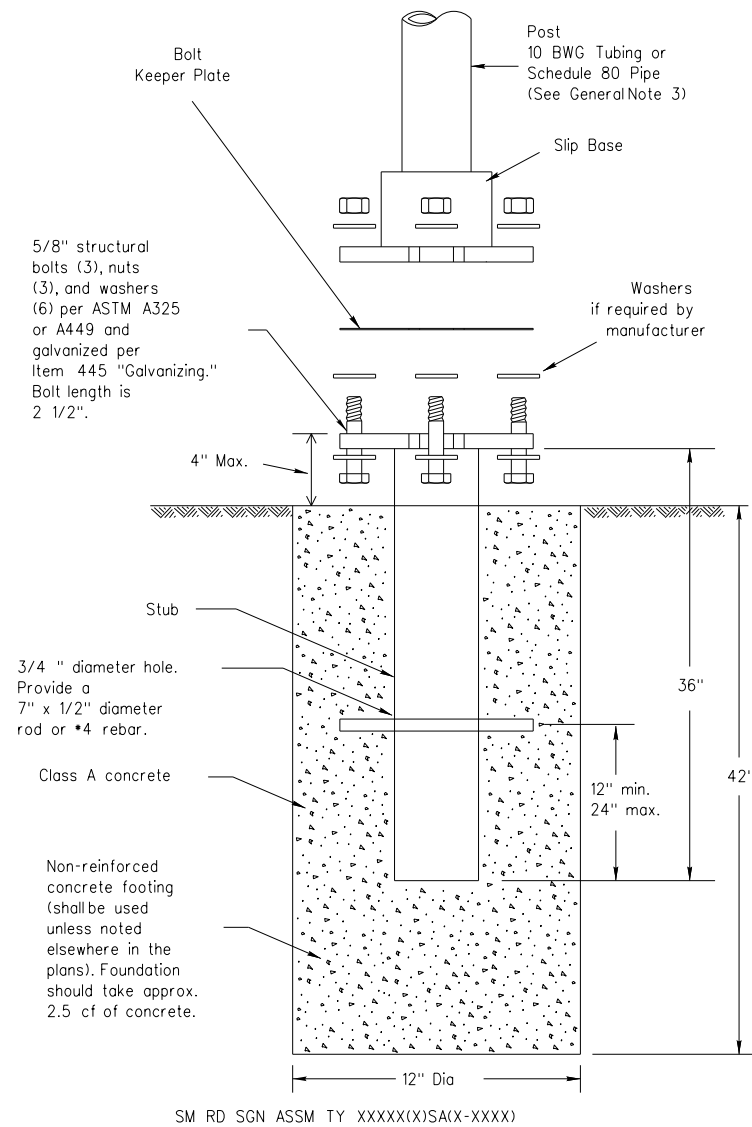 Post
10 BWG Tubing or
Schedule 80 Pipe
(See General Note 3)
Bolt
Keeper Plate
Slip Base
5/8" structural
bolts (3), nuts
(3), and washers
(6) per ASTM A325
or A449 and
galvanized per
Item 445 "Galvanizing."
Bolt length is
2 1/2".
Washers
if required by
manufacturer
4" Max.
Stub
3/4 " diameter hole.
Provide a
7" x 1/2" diameter
rod or *4 rebar.
36"
Class A concrete
12" min.
24" max.
42"
Non-reinforced
concrete footing
(shall be used
unless noted
elsewhere in the
plans). Foundation
should take approx.
2.5 cf of concrete.
12" Dia
SM RD SGN ASSM TY XXXXX(X)SA(X-XXXX)